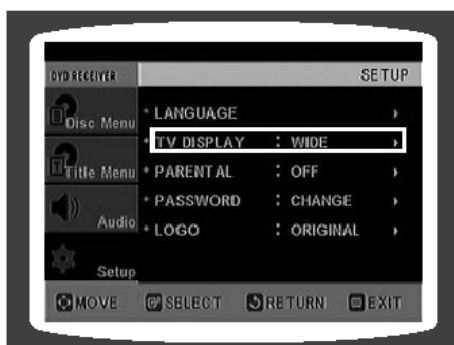 DVD RECEIVER SETUP
Disc Menu
Title Menu
Audio
Setup
• LANGUAGE
• TV DISPLAY : WIDE
• PARENTAL : OFF
• PASSWORD : CHANGE
• LOGO : ORIGINAL
MOVE SELECT RETURN EXIT